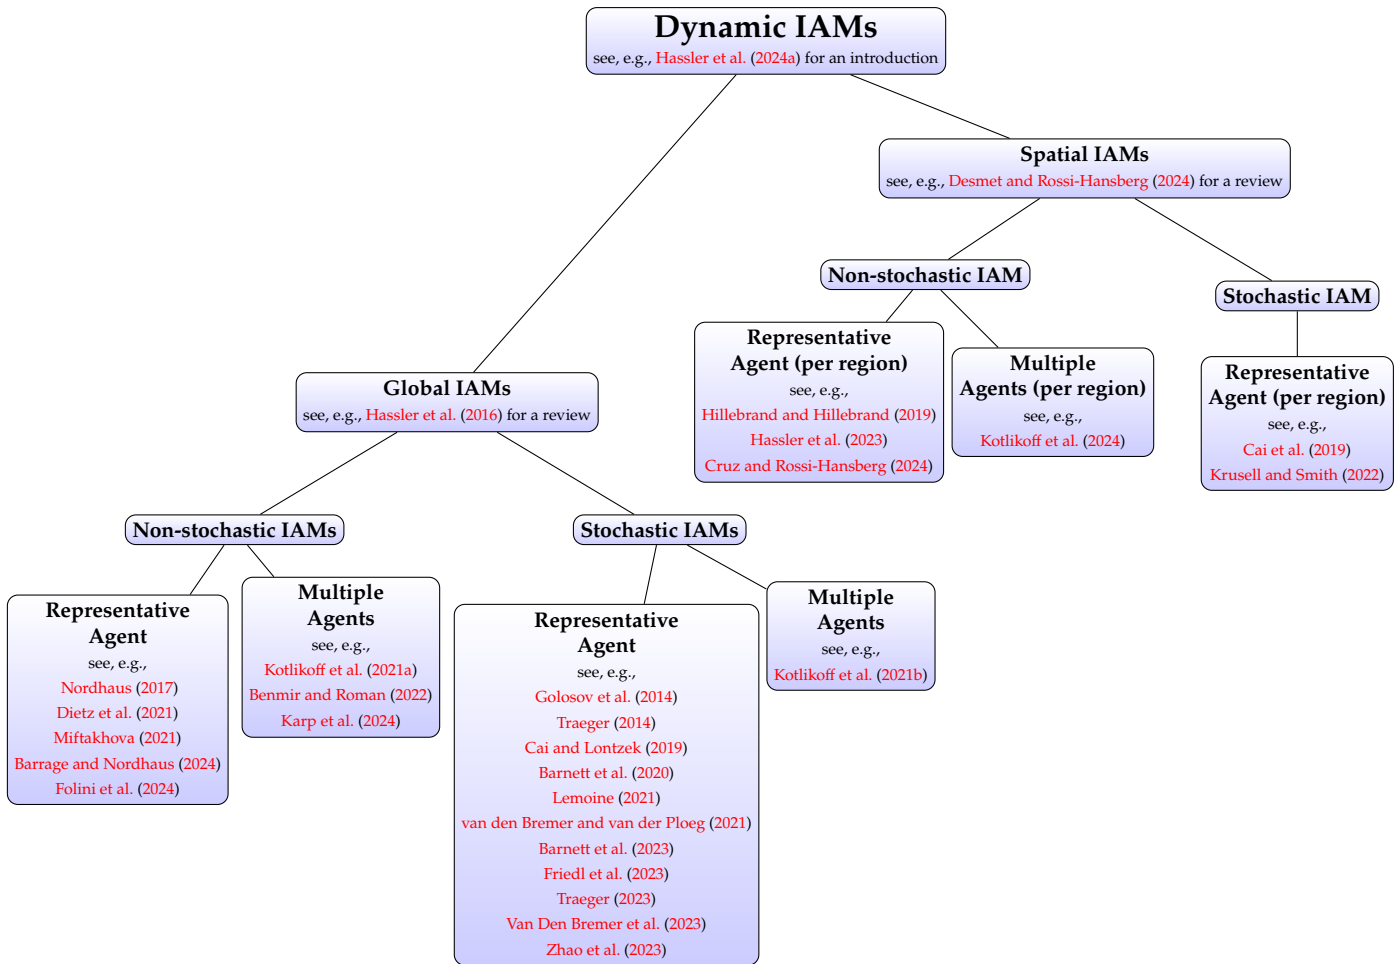 Dynamic IAMs
see, e.g., Hassler et al. (2024a) for an introduction
Spatial IAMs
see, e.g., Desmet and Rossi-Hansberg (2024) for a review
Non-stochastic IAM
Stochastic IAM
Representative
Agent (per region)
see, e.g.,
Hillebrand and Hillebrand (2019)
Hassler et al. (2023)
Cruz and Rossi-Hansberg (2024)
Multiple
Agents (per region)
see, e.g.,
Kotlikoff et al. (2024)
Representative
Agent (per region)
see, e.g.,
Cai et al. (2019)
Krusell and Smith (2022)
Global IAMs
see, e.g., Hassler et al. (2016) for a review
Non-stochastic IAMs
Stochastic IAMs
Representative
Agent
see, e.g.,
Nordhaus (2017)
Dietz et al. (2021)
Miftakhova (2021)
Barrage and Nordhaus (2024)
Folini et al. (2024)
Multiple
Agents
see, e.g.,
Kotlikoff et al. (2021a)
Benmir and Roman (2022)
Karp et al. (2024)
Representative
Agent
see, e.g.,
Golosov et al. (2014)
Traeger (2014)
Cai and Lontzek (2019)
Barnett et al. (2020)
Lemoine (2021)
van den Bremer and van der Ploeg (2021)
Barnett et al. (2023)
Friedl et al. (2023)
Traeger (2023)
Van Den Bremer et al. (2023)
Zhao et al. (2023)
Multiple
Agents
see, e.g.,
Kotlikoff et al. (2021b)